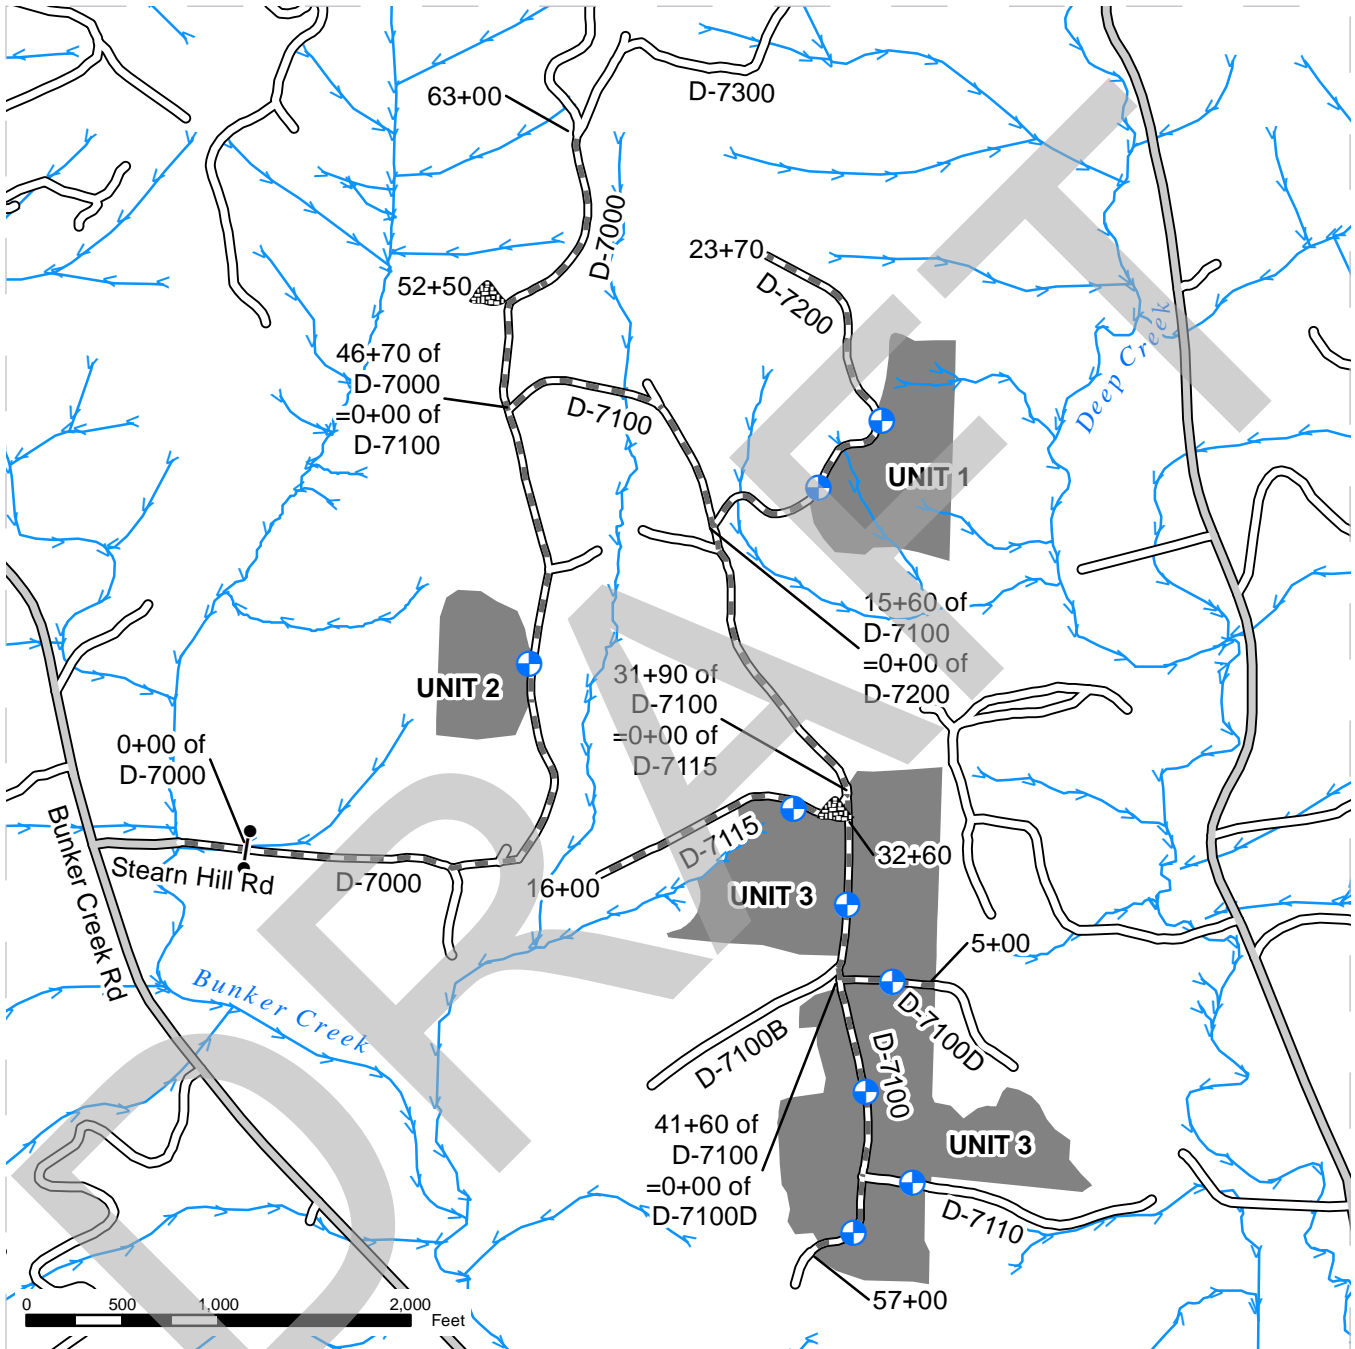 63+00
D-7300
D-7000
23+70
D-7200
52+50
46+70 of
D-7000
=0+00 of
D-7100
D-7100
Deep Creek
UNIT 1
15+60 of
D-7100
=0+00 of
D-7200
UNIT 2
31+90 of
D-7100
=0+00 of
D-7115
0+00 of
D-7000
Bunker Creek Rd
Stearn Hill Rd
D-7000
D-7115
16+00
32+60
UNIT 3
5+00
Bunker Creek
D-7100B
D-7100D
D-7100
41+60 of
D-7100
=0+00 of
D-7100D
UNIT 3
D-7110
57+00
0 500 1,000 2,000
Feet
DRAFT